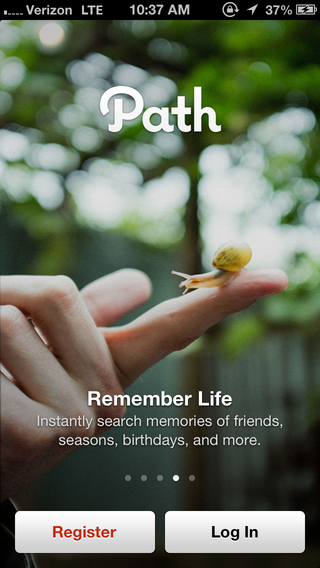 Verizon LTE 10:37 AM 37%
Path
Remember Life
Instantly search memories of friends,
seasons, birthdays, and more.
Register Log In